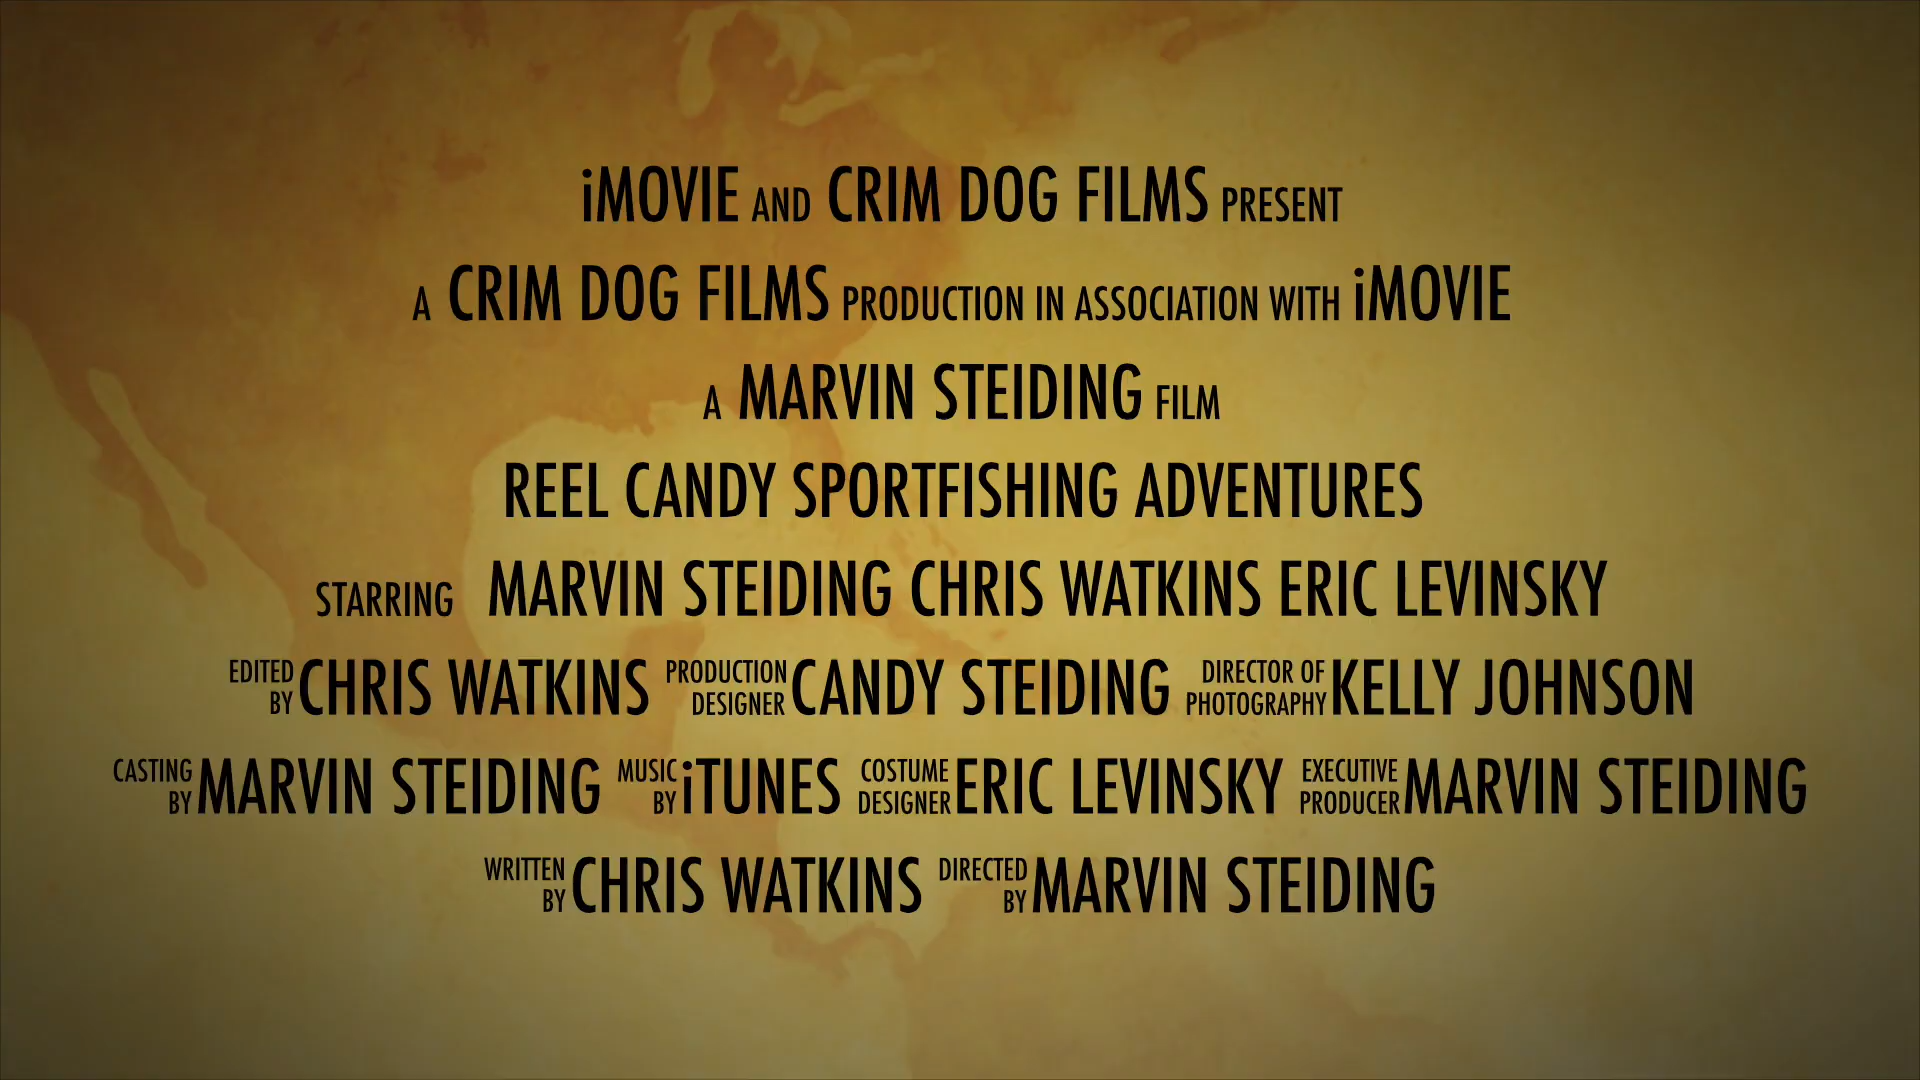 iMOVIE AND CRIM DOG FILMS PRESENT
A CRIM DOG FILMS PRODUCTION IN ASSOCIATION WITH iMOVIE
A MARVIN STEIDING FILM
REEL CANDY SPORTFISHING ADVENTURES
STARRING MARVIN STEIDING CHRIS WATKINS ERIC LEVINSKY
EDITED BY CHRIS WATKINS PRODUCTION DESIGNER CANDY STEIDING DIRECTOR OF PHOTOGRAPHY KELLY JOHNSON
CASTING BY MARVIN STEIDING MUSIC BY iTUNES COSTUME DESIGNER ERIC LEVINSKY EXECUTIVE PRODUCER MARVIN STEIDING
WRITTEN BY CHRIS WATKINS DIRECTED BY MARVIN STEIDING